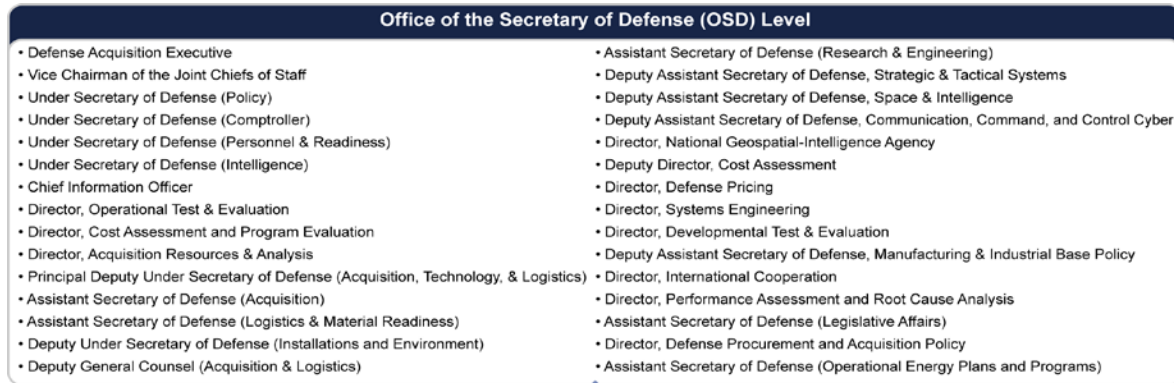 Office of the Secretary of Defense (OSD) Level
• Defense Acquisition Executive
• Vice Chairman of the Joint Chiefs of Staff
• Under Secretary of Defense (Policy)
• Under Secretary of Defense (Comptroller)
• Under Secretary of Defense (Personnel & Readiness)
• Under Secretary of Defense (Intelligence)
• Chief Information Officer
• Director, Operational Test & Evaluation
• Director, Cost Assessment and Program Evaluation
• Director, Acquisition Resources & Analysis
• Principal Deputy Under Secretary of Defense (Acquisition, Technology, & Logistics)
• Assistant Secretary of Defense (Acquisition)
• Assistant Secretary of Defense (Logistics & Material Readiness)
• Deputy Under Secretary of Defense (Installations and Environment)
• Deputy General Counsel (Acquisition & Logistics)
• Assistant Secretary of Defense (Research & Engineering)
• Deputy Assistant Secretary of Defense, Strategic & Tactical Systems
• Deputy Assistant Secretary of Defense, Space & Intelligence
• Deputy Assistant Secretary of Defense, Communication, Command, and Control Cyber
• Director, National Geospatial-Intelligence Agency
• Deputy Director, Cost Assessment
• Director, Defense Pricing
• Director, Systems Engineering
• Director, Developmental Test & Evaluation
• Deputy Assistant Secretary of Defense, Manufacturing & Industrial Base Policy
• Director, International Cooperation
• Director, Performance Assessment and Root Cause Analysis
• Assistant Secretary of Defense (Legislative Affairs)
• Director, Defense Procurement and Acquisition Policy
• Assistant Secretary of Defense (Operational Energy Plans and Programs)